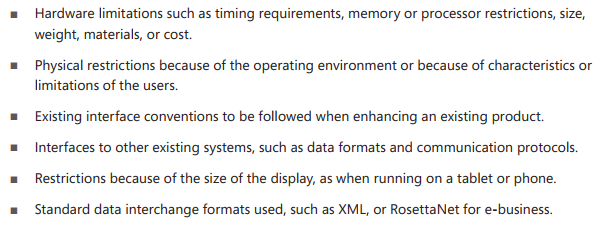 ▪ Hardware limitations such as timing requirements, memory or processor restrictions, size,
weight, materials, or cost.
▪ Physical restrictions because of the operating environment or because of characteristics or
limitations of the users.
▪ Existing interface conventions to be followed when enhancing an existing product.
▪ Interfaces to other existing systems, such as data formats and communication protocols.
▪ Restrictions because of the size of the display, as when running on a tablet or phone.
▪ Standard data interchange formats used, such as XML, or RosettaNet for e-business.